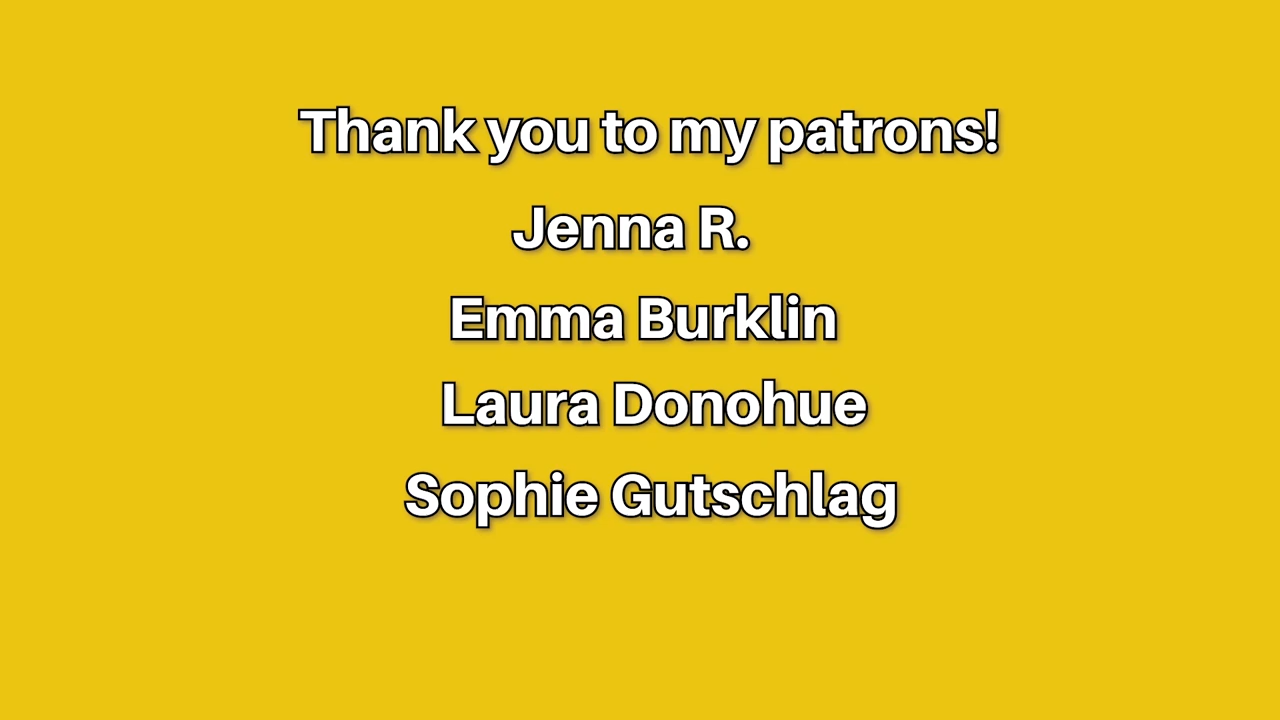 Thank you to my patrons!
Jenna R.
Emma Burklin
Laura Donohue
Sophie Gutschlag